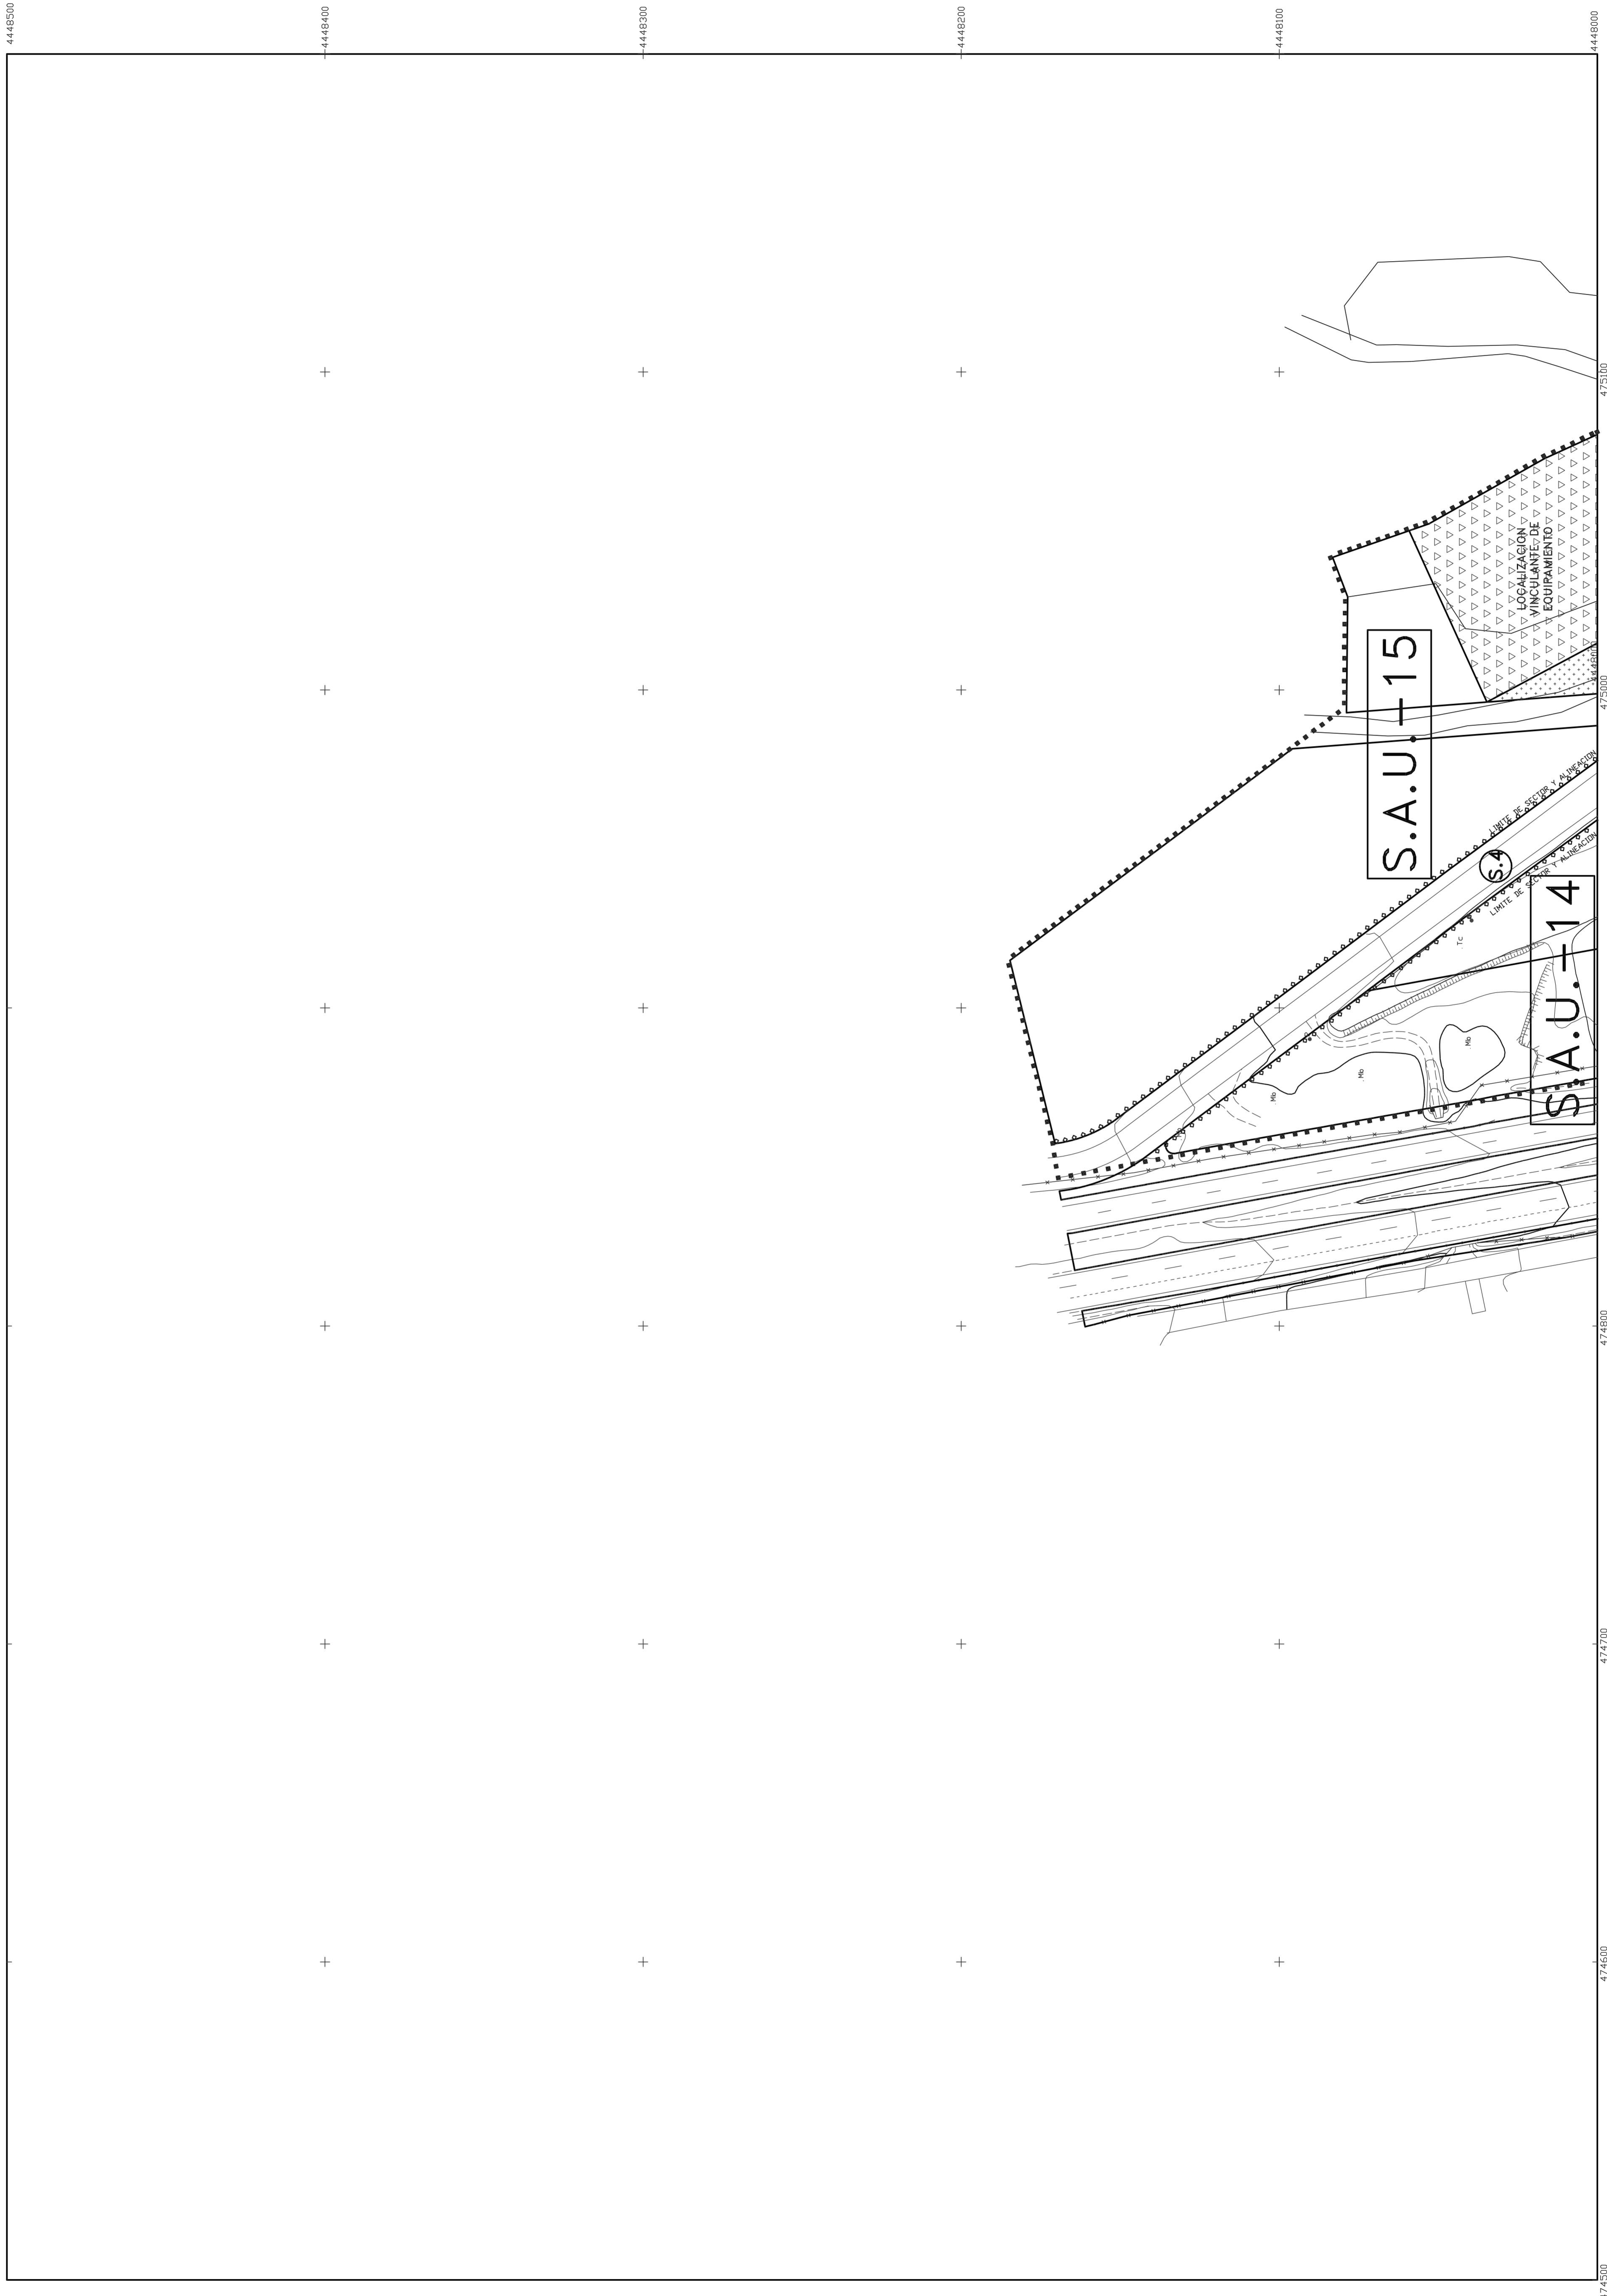 4448500
4448400
4448300
4448200
4448100
4448000
475100
LOCALIZACION
VINCULANTE DE
EQUIPAMIENTO
4448000
475000
S.A.U.-15
LIMITE DE SECTOR Y ALINEACION
S.4
LIMITE DE SECTOR Y ALINEACION
S.A.U.-14
Tc
Mb
Mb
Mb
474800
474700
474600
474500